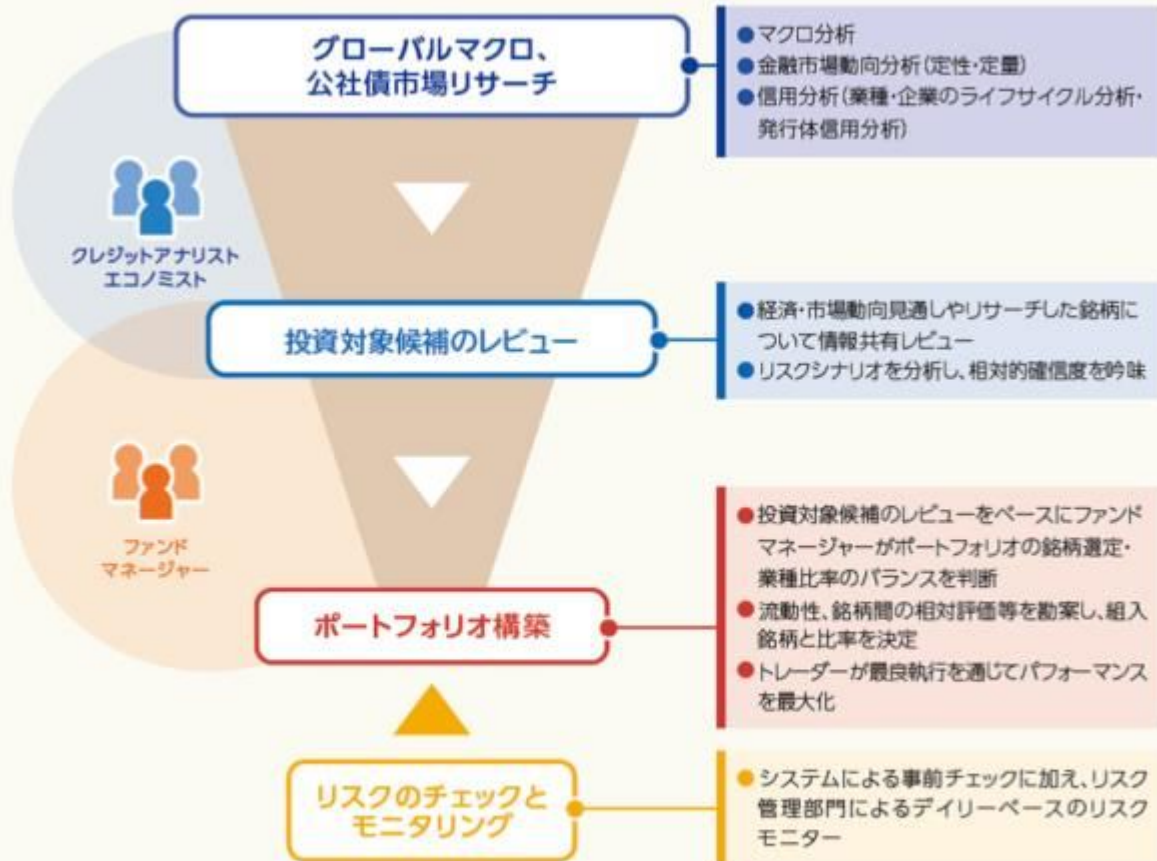 グローバルマクロ、
公社債市場リサーチ
●マクロ分析
●金融市場動向分析(定性・定量)
●信用分析(業種・企業のライフサイクル分析・
発行体信用分析)
クレジットアナリスト
エコノミスト
投資対象候補のレビュー
●経済・市場動向見通しやリサーチした銘柄に
ついて情報共有レビュー
●リスクシナリオを分析し、相対的確信度を吟味
ファンド
マネージャー
ポートフォリオ構築
●投資対象候補のレビューをベースにファンド
マネージャーがポートフォリオの銘柄選定・
業種比率のバランスを判断
●流動性、銘柄間の相対評価等を勘案し、組入
銘柄と比率を決定
●トレーダーが最良執行を通じてパフォーマンス
を最大化
リスクのチェックと
モニタリング
●システムによる事前チェックに加え、リスク
管理部門によるデイリーベースのリスク
モニター